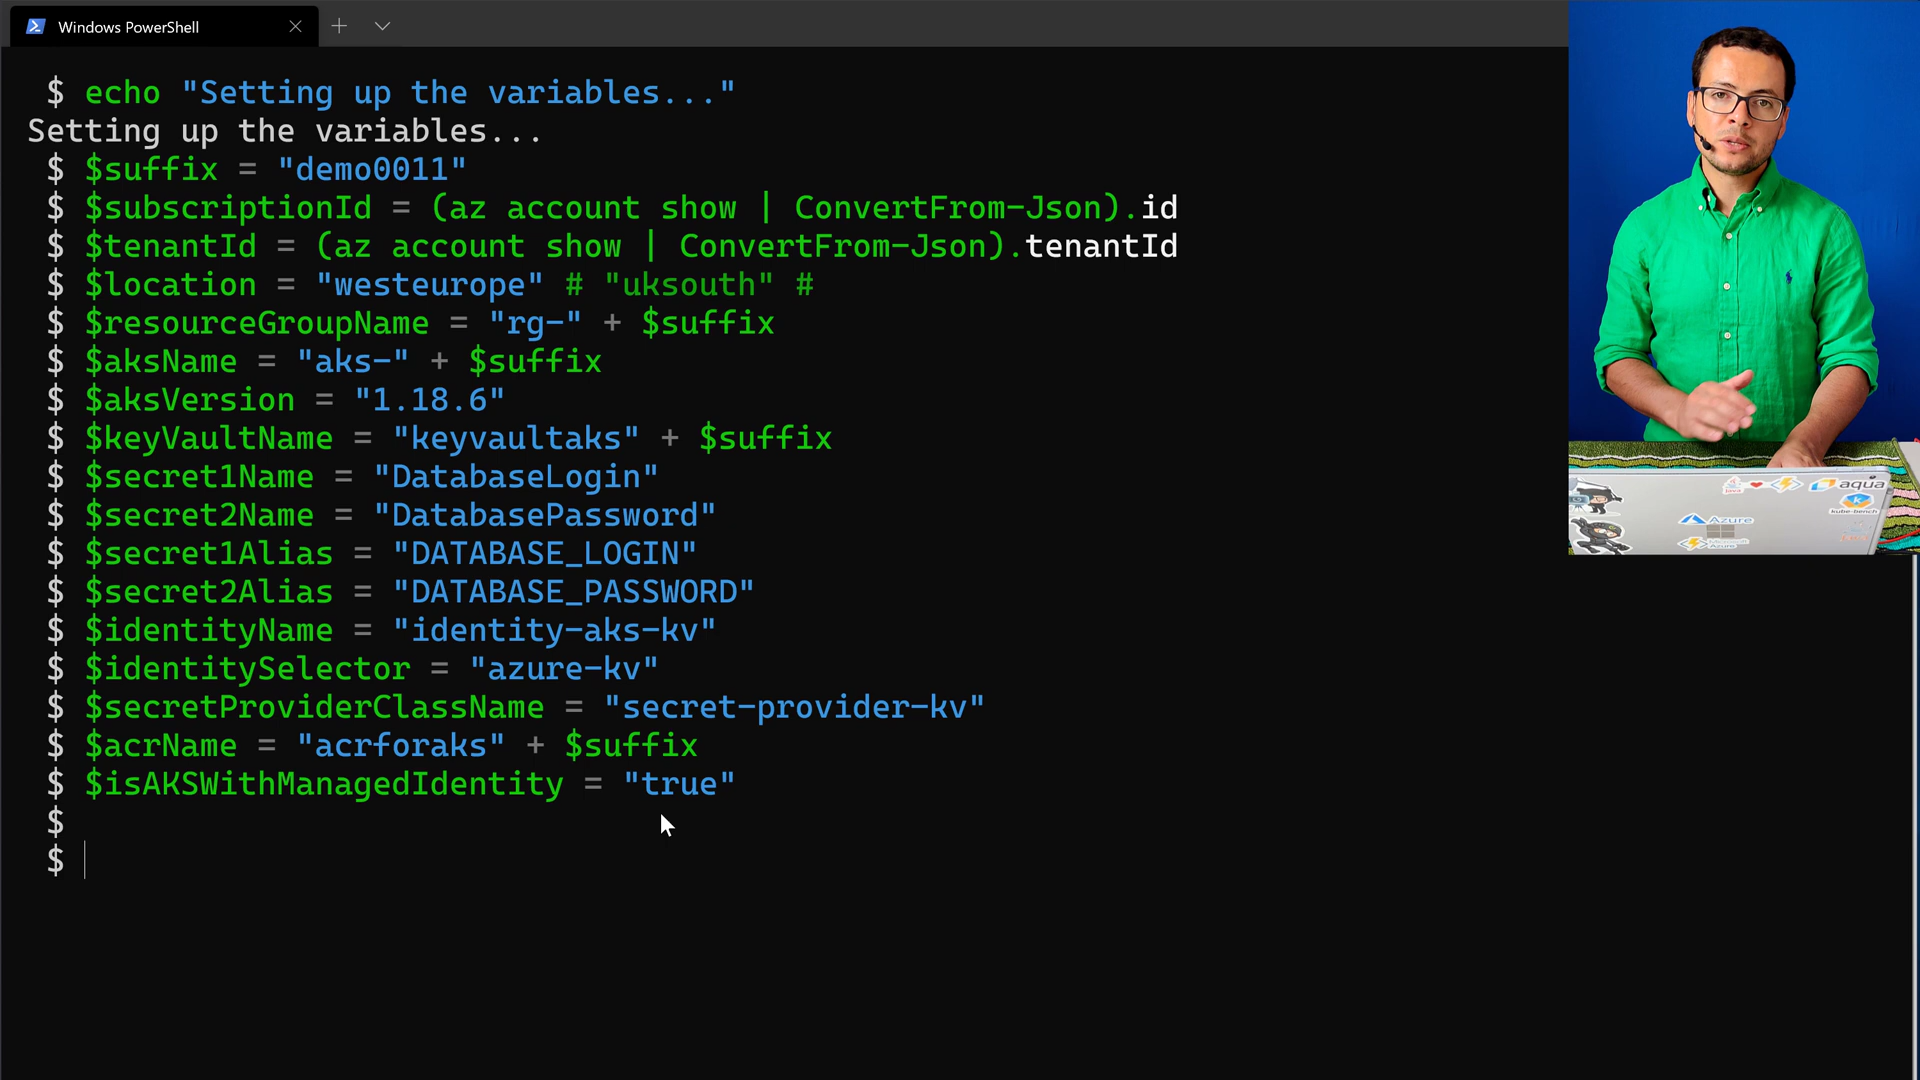 Windows PowerShell
$ echo "Setting up the variables..."
Setting up the variables...
$ $suffix = "demo0011"
$ $subscriptionId = (az account show | ConvertFrom-Json).id
$ $tenantId = (az account show | ConvertFrom-Json).tenantId
$ $location = "westeurope" # "uksouth" #
$ $resourceGroupName = "rg-" + $suffix
$ $aksName = "aks-" + $suffix
$ $aksVersion = "1.18.6"
$ $keyVaultName = "keyvaultaks" + $suffix
$ $secret1Name = "DatabaseLogin"
$ $secret2Name = "DatabasePassword"
$ $secret1Alias = "DATABASE_LOGIN"
$ $secret2Alias = "DATABASE_PASSWORD"
$ $identityName = "identity-aks-kv"
$ $identitySelector = "azure-kv"
$ $secretProviderClassName = "secret-provider-kv"
$ $acrName = "acrforaks" + $suffix
$ $isAKSWithManagedIdentity = "true"
$
$
aqua
kube-bench
Azure
Azure